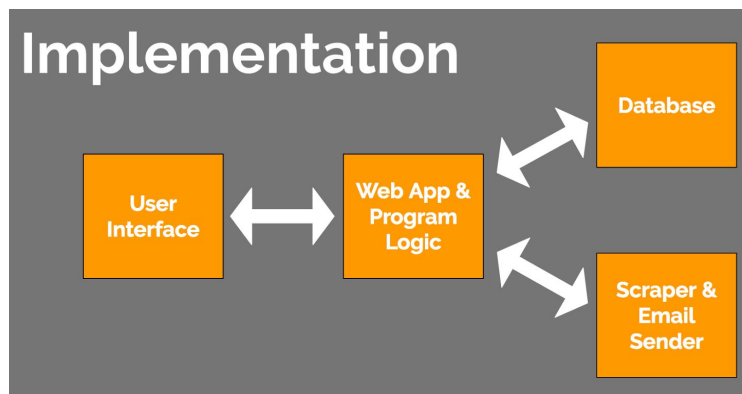 Implementation
User
Interface
Web App &
Program
Logic
Database
Scraper &
Email
Sender